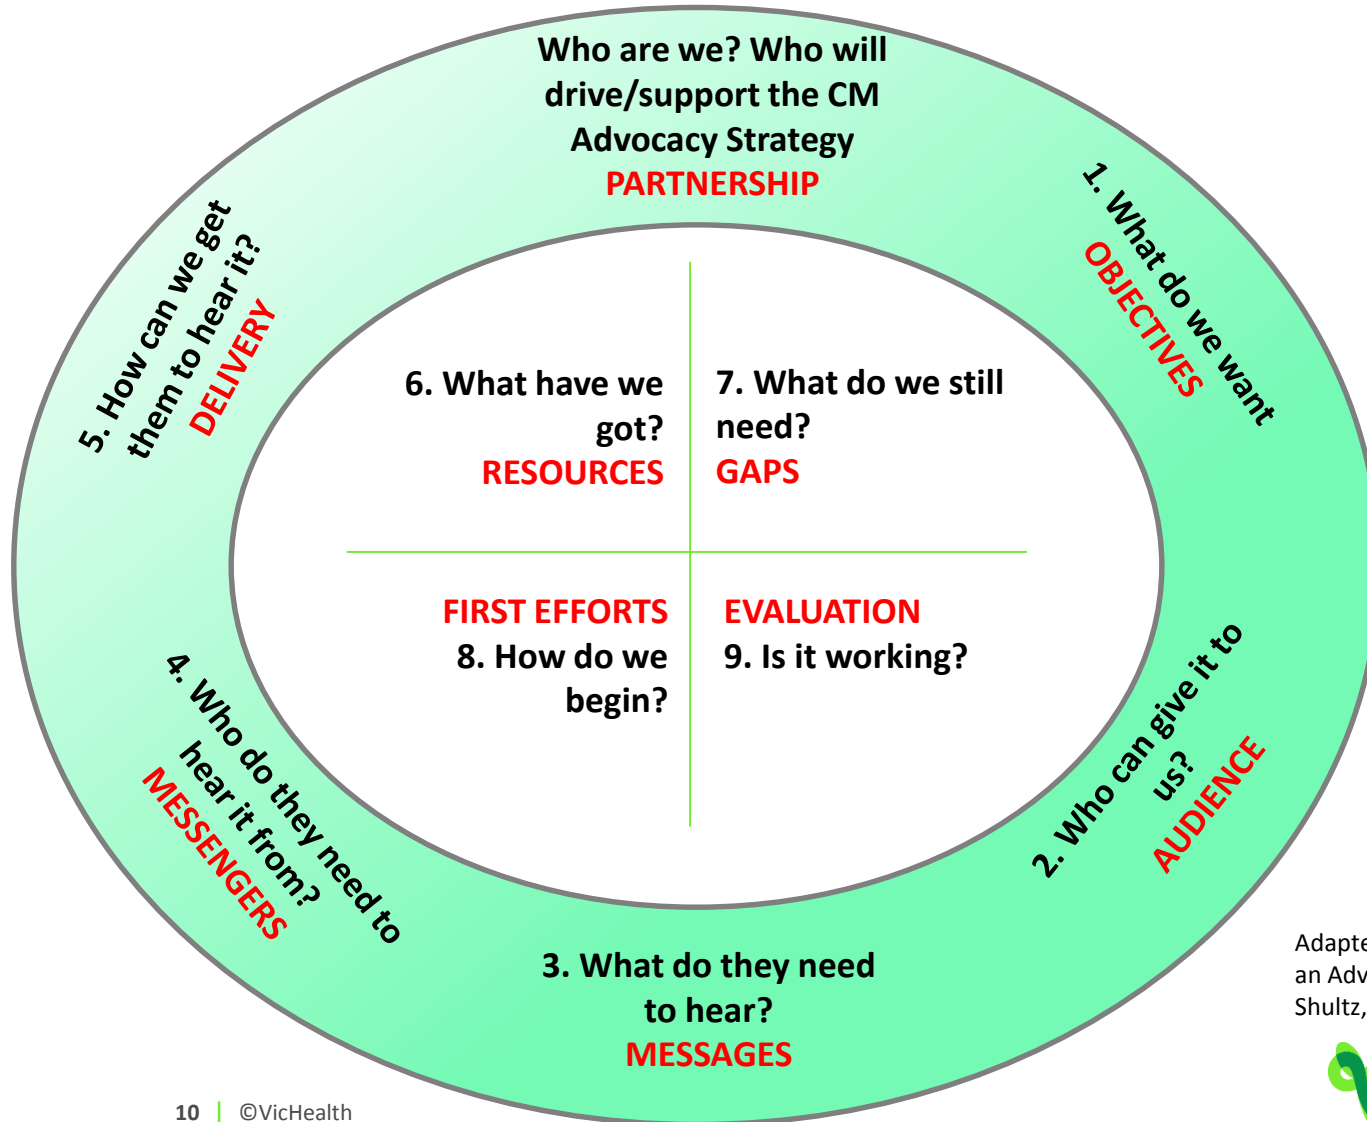 Who are we? Who will
drive/support the CM
Advocacy Strategy
PARTNERSHIP
1. What do we want
OBJECTIVES
2. Who can give it to
us?
AUDIENCE
3. What do they need
to hear?
MESSAGES
4. Who do they need to
hear it from?
MESSENGERS
5. How can we get
them to hear it?
DELIVERY
6. What have we
got?
RESOURCES
7. What do we still
need?
GAPS
FIRST EFFORTS
8. How do we
begin?
EVALUATION
9. Is it working?
an
Shultz,
10 | ©VicHealth